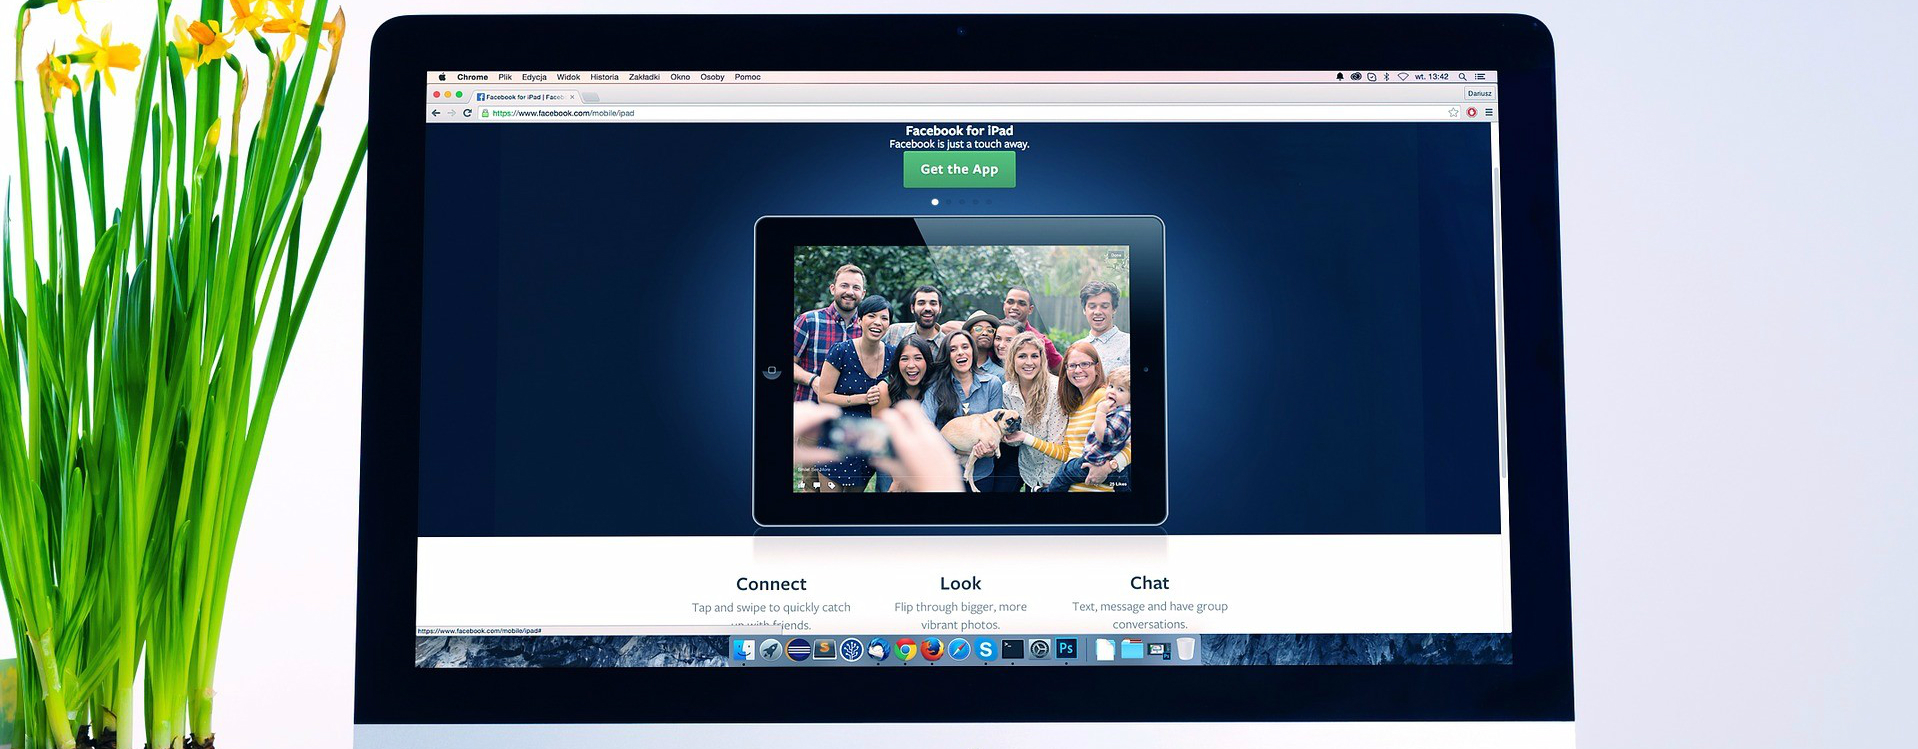 Chrome Plik Edycja Widok Historia Zakładki Okno Osoby Pomoc wt. 13:42
Facebook for iPad | Faceb
Dariusz
https://www.facebook.com/mobile/ipad
Facebook for iPad
Facebook is just a touch away.
Get the App
Done
25 Likes
Connect Look Chat
Tap and swipe to quickly catch Flip through bigger, more Text, message and have group
up with friends. vibrant photos. conversations.
https://www.facebook.com/mobile/ipad#
S S Ps